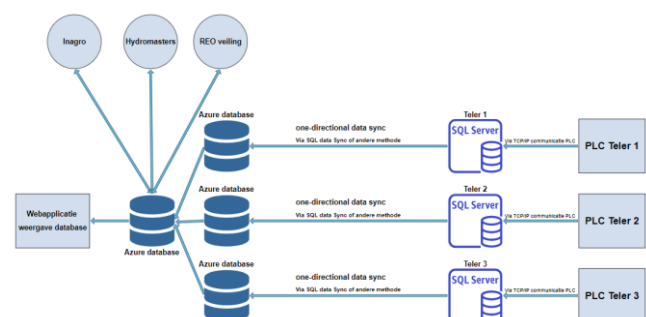 Inagro
Hydromasters
REO veiling
Azure database
one-directional data sync
Via SQL data Sync of andere methode
Teler 1
SQL Server
Via TCP/IP communicatie PLC
PLC Teler 1
Azure database
one-directional data sync
Via SQL data Sync of andere methode
Teler 2
SQL Server
Via TCP/IP communicatie PLC
PLC Teler 2
Webapplicatie
weergave database
Azure database
Azure database
one-directional data sync
Via SQL data Sync of andere methode
Teler 3
SQL Server
Via TCP/IP communicatie PLC
PLC Teler 3